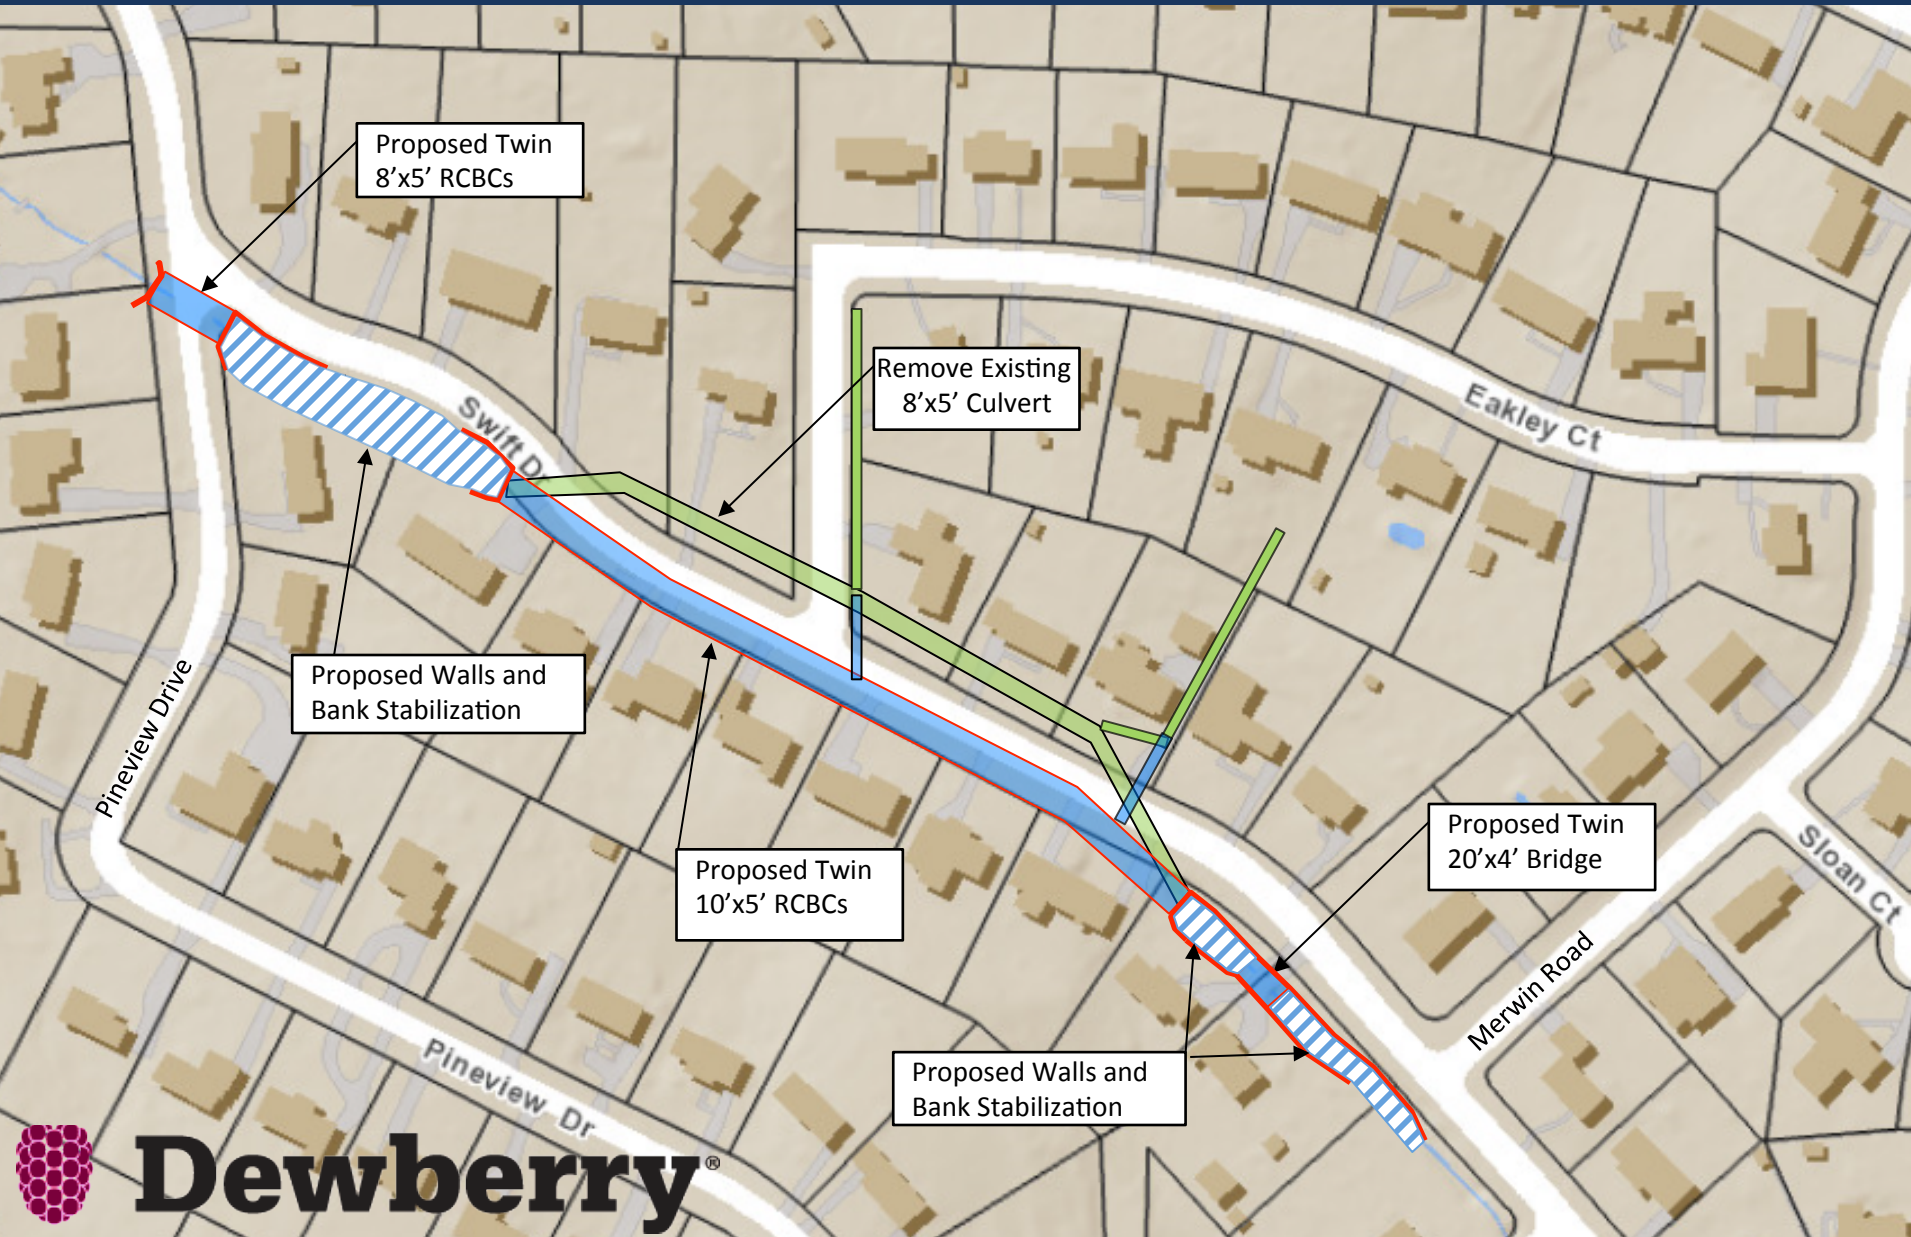 Proposed Twin
8’x5’ RCBCs
Remove Existing
8’x5’ Culvert
Eakley Ct
Swift Dr
Proposed Walls and
Bank Stabilization
Pineview Drive
Proposed Twin
10’x5’ RCBCs
Proposed Twin
20’x4’ Bridge
Sloan Ct
Merwin Road
Pineview Dr
Proposed Walls and
Bank Stabilization
Dewberry®